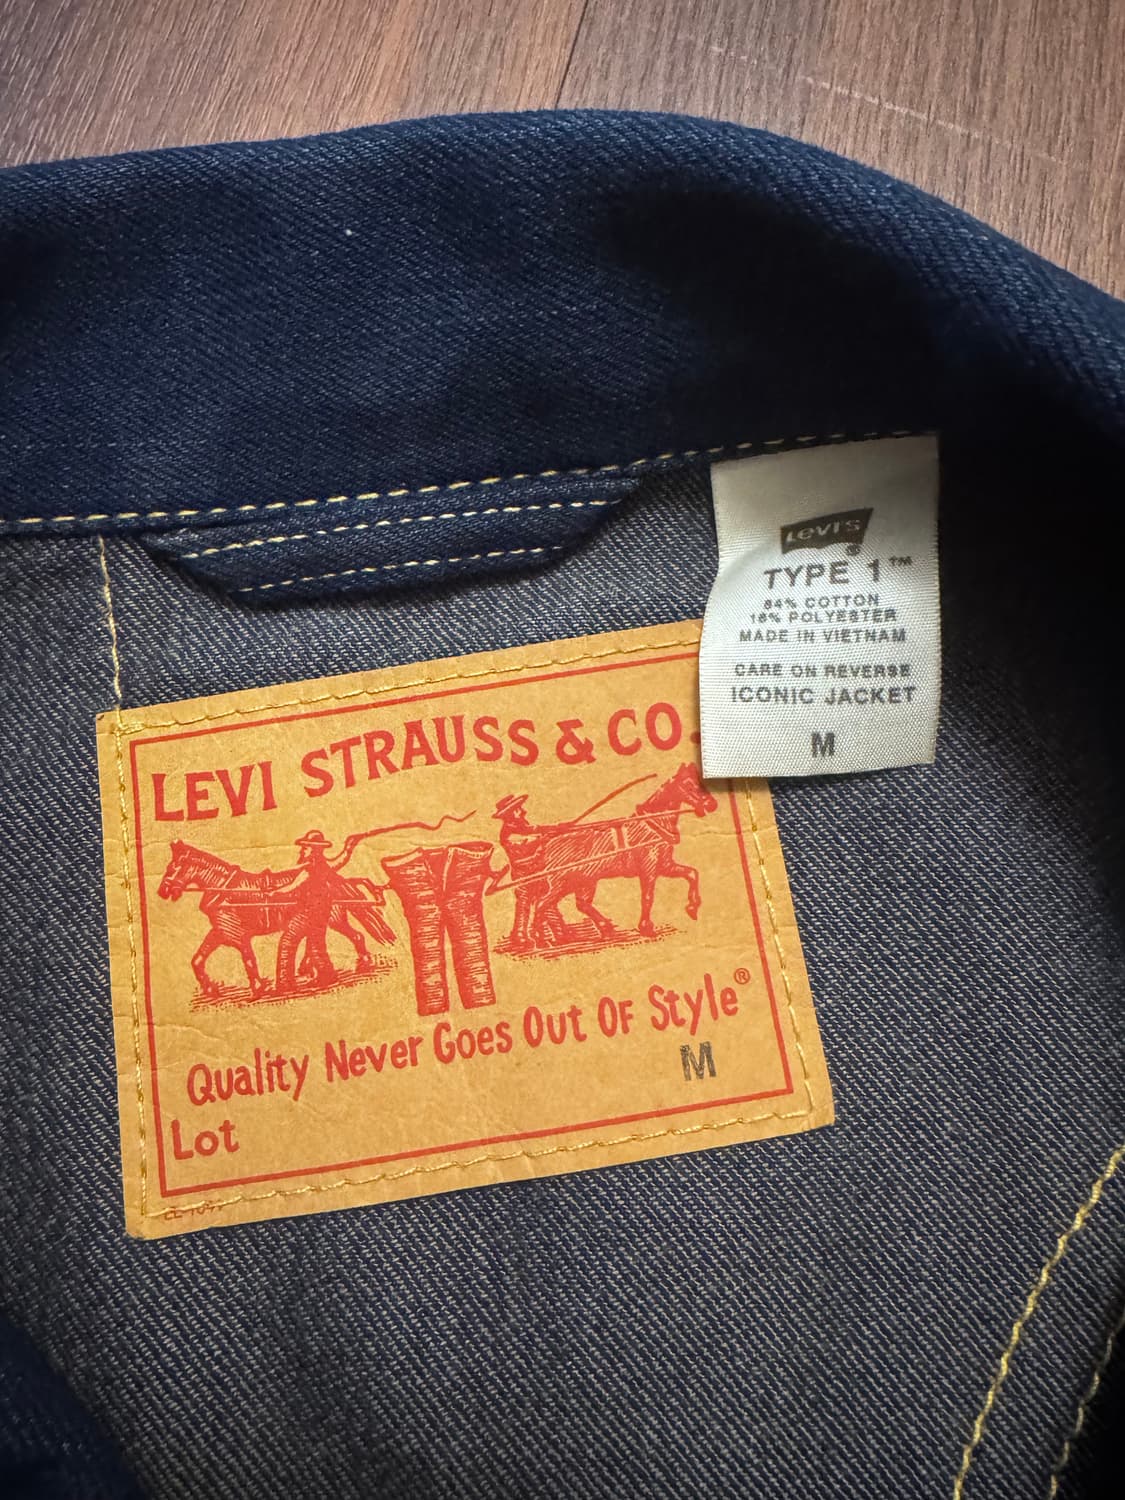 Levi's
®
TYPE 1™
84% COTTON
16% POLYESTER
MADE IN VIETNAM
CARE ON REVERSE
ICONIC JACKET
M
LEVI STRAUSS & CO.
Quality Never Goes Out Of Style®
M
Lot